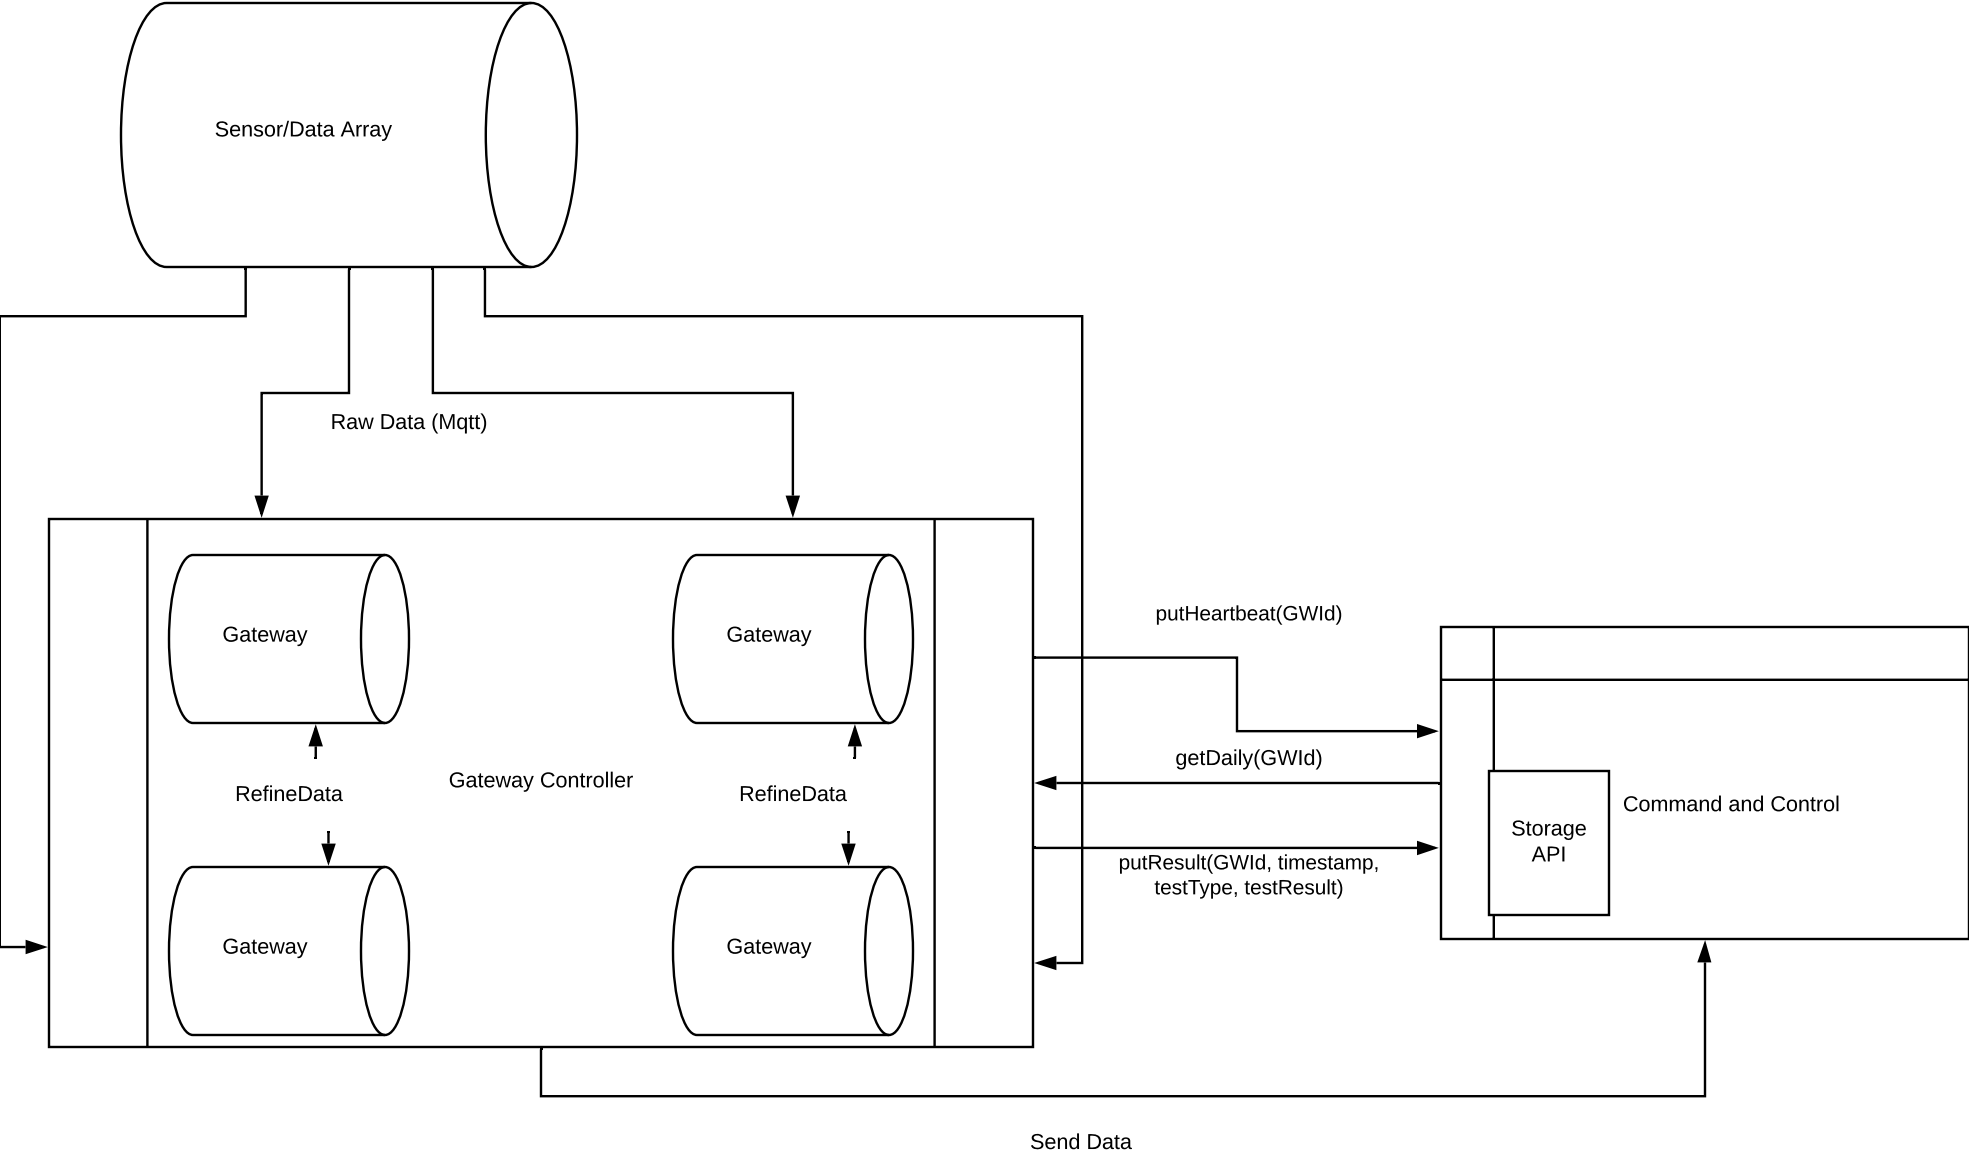 Sensor/Data Array
Raw Data (Mqtt)
Gateway
Gateway
putHeartbeat(GWId)
getDaily(GWId)
RefineData
Gateway Controller
RefineData
Command and Control
Storage
API
putResult(GWId, timestamp,
testType, testResult)
Gateway
Gateway
Send Data